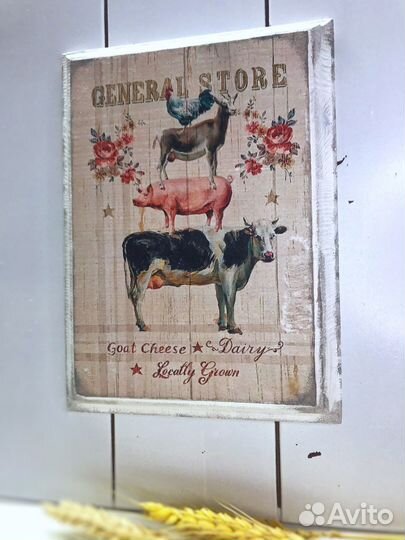 GENERAL STORE
Goat Cheese ★ Dairy
★ Locally Grown
Avito